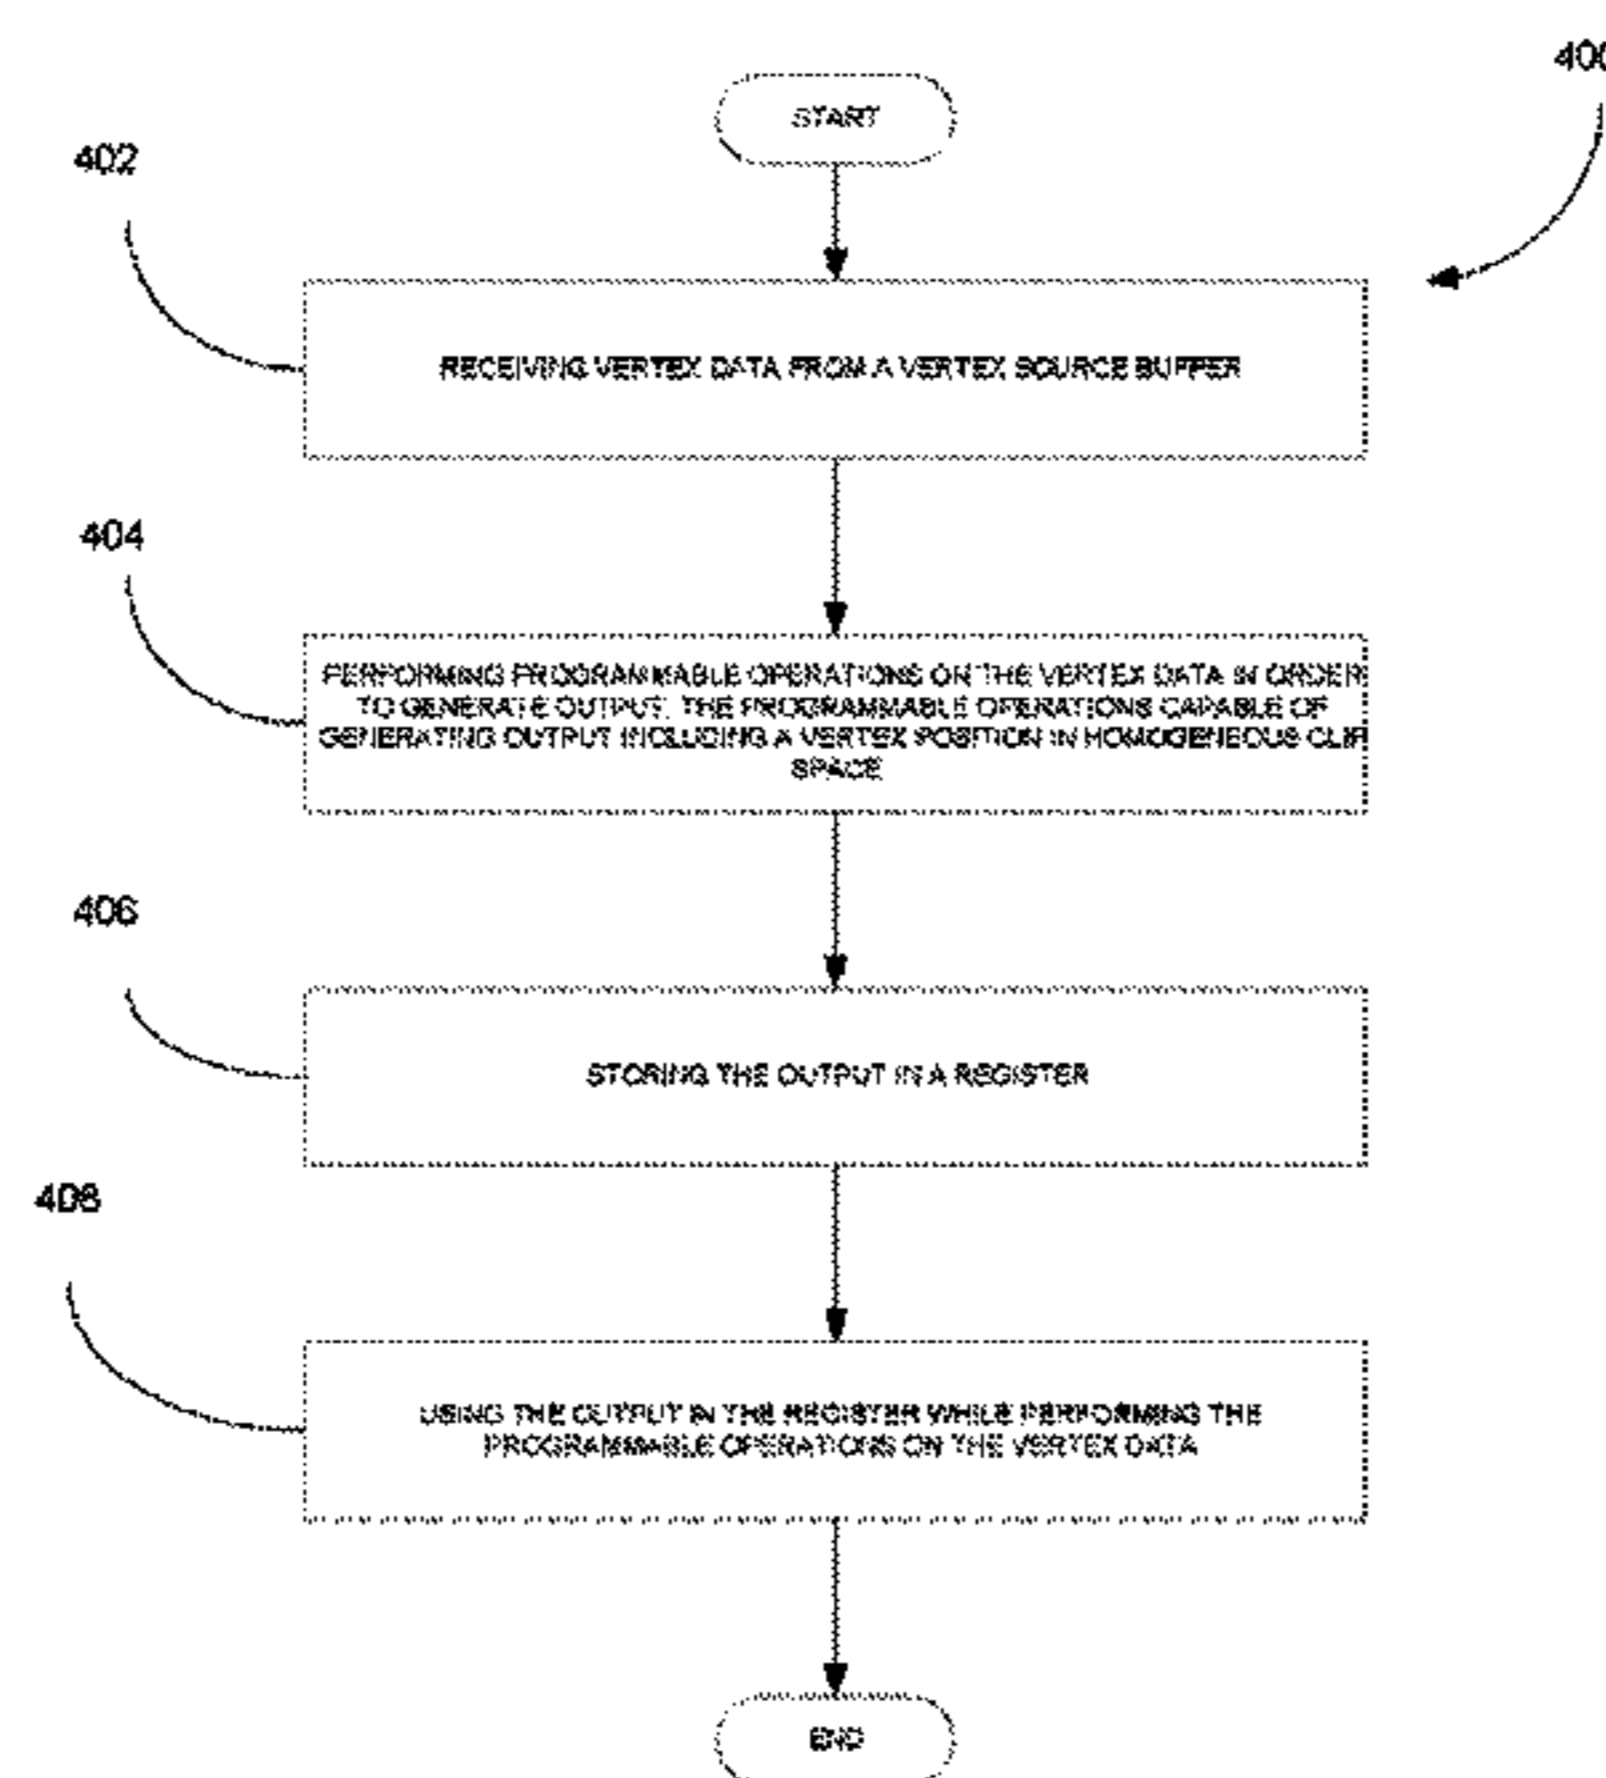 400
START
402
RECEIVING VERTEX DATA FROM A VERTEX SOURCE BUFFER
404
PERFORMING PROGRAMMABLE OPERATIONS ON THE VERTEX DATA IN ORDER
TO GENERATE OUTPUT, THE PROGRAMMABLE OPERATIONS CAPABLE OF
GENERATING OUTPUT INCLUDING A VERTEX POSITION IN HOMOGENEOUS CLIP
SPACE
406
STORING THE OUTPUT IN A REGISTER
408
USING THE OUTPUT IN THE REGISTER WHILE PERFORMING THE
PROGRAMMABLE OPERATIONS ON THE VERTEX DATA
END